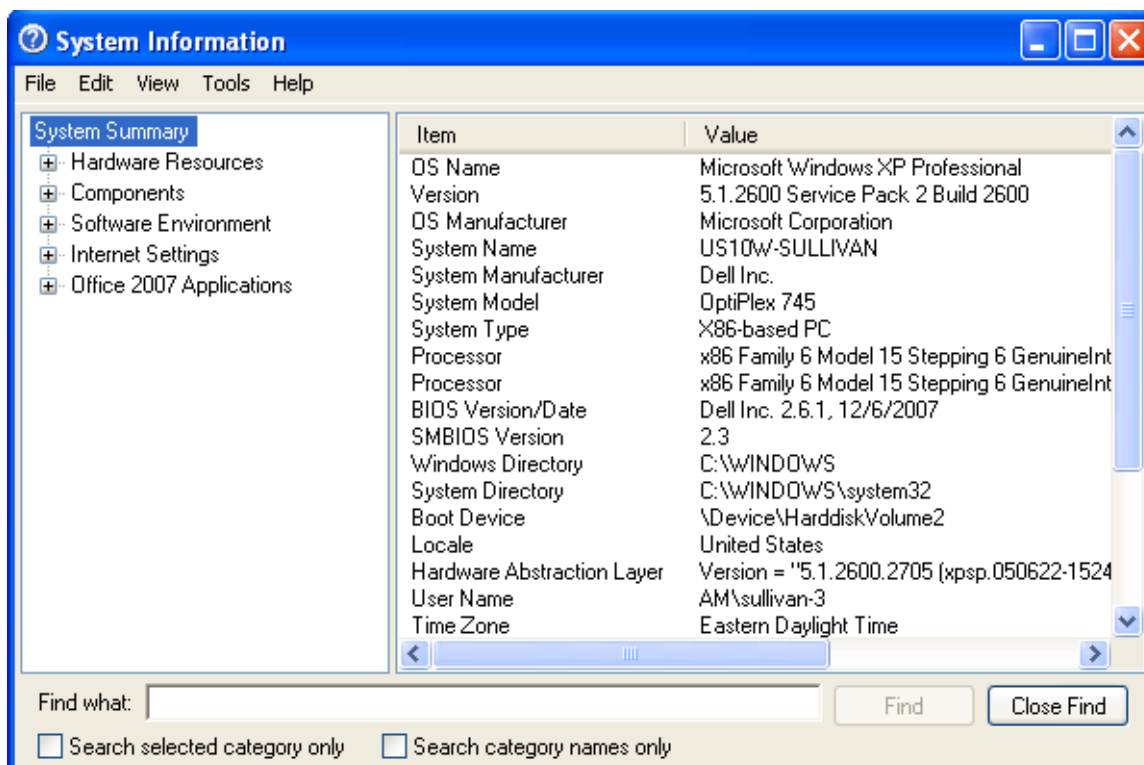 System Information
File Edit View Tools Help
System Summary
Hardware Resources
Components
Software Environment
Internet Settings
Office 2007 Applications
Item Value
OS Name Microsoft Windows XP Professional
Version 5.1.2600 Service Pack 2 Build 2600
OS Manufacturer Microsoft Corporation
System Name US10W-SULLIVAN
System Manufacturer Dell Inc.
System Model OptiPlex 745
System Type X86-based PC
Processor x86 Family 6 Model 15 Stepping 6 GenuineInt
Processor x86 Family 6 Model 15 Stepping 6 GenuineInt
BIOS Version/Date Dell Inc. 2.6.1, 12/6/2007
SMBIOS Version 2.3
Windows Directory C:\WINDOWS
System Directory C:\WINDOWS\system32
Boot Device \Device\HarddiskVolume2
Locale United States
Hardware Abstraction Layer Version = "5.1.2600.2705 (xpsp.050622-1524
User Name AM\sullivan-3
Time Zone Eastern Daylight Time
Find what: Find Close Find
Search selected category only Search category names only